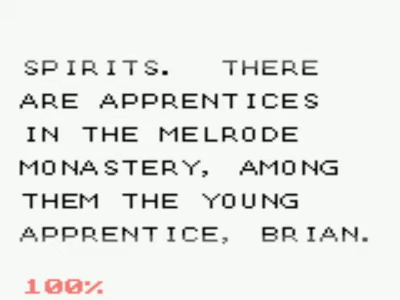 SPIRITS. THERE
ARE APPRENTICES
IN THE MELRODE
MONASTERY, AMONG
THEM THE YOUNG
APPRENTICE, BRIAN.
100%